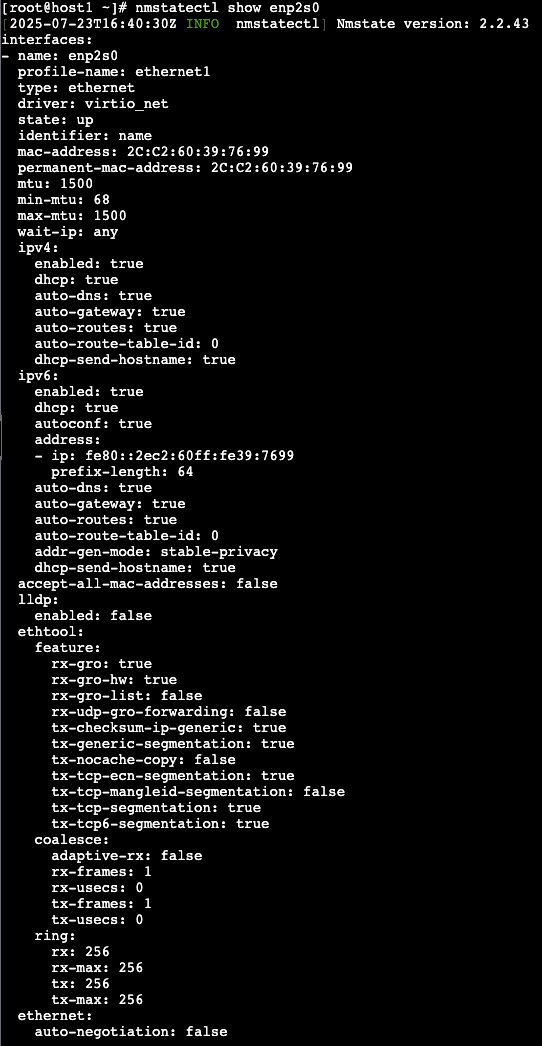 [root@host1 ~]# nmstatectl show enp2s0
[2025-07-23T16:40:30Z INFO  nmstatectl] Nmstate version: 2.2.43
interfaces:
- name: enp2s0
  profile-name: ethernet1
  type: ethernet
  driver: virtio_net
  state: up
  identifier: name
  mac-address: 2C:C2:60:39:76:99
  permanent-mac-address: 2C:C2:60:39:76:99
  mtu: 1500
  min-mtu: 68
  max-mtu: 1500
  wait-ip: any
  ipv4:
    enabled: true
    dhcp: true
    auto-dns: true
    auto-gateway: true
    auto-routes: true
    auto-route-table-id: 0
    dhcp-send-hostname: true
  ipv6:
    enabled: true
    dhcp: true
    autoconf: true
    address:
    - ip: fe80::2ec2:60ff:fe39:7699
      prefix-length: 64
    auto-dns: true
    auto-gateway: true
    auto-routes: true
    auto-route-table-id: 0
    addr-gen-mode: stable-privacy
    dhcp-send-hostname: true
  accept-all-mac-addresses: false
  lldp:
    enabled: false
  ethtool:
    feature:
      rx-gro: true
      rx-gro-hw: true
      rx-gro-list: false
      rx-udp-gro-forwarding: false
      tx-checksum-ip-generic: true
      tx-generic-segmentation: true
      tx-nocache-copy: false
      tx-tcp-ecn-segmentation: true
      tx-tcp-mangleid-segmentation: false
      tx-tcp-segmentation: true
      tx-tcp6-segmentation: true
    coalesce:
      adaptive-rx: false
      rx-frames: 1
      rx-usecs: 0
      tx-frames: 1
      tx-usecs: 0
    ring:
      rx: 256
      rx-max: 256
      tx: 256
      tx-max: 256
  ethernet:
    auto-negotiation: false